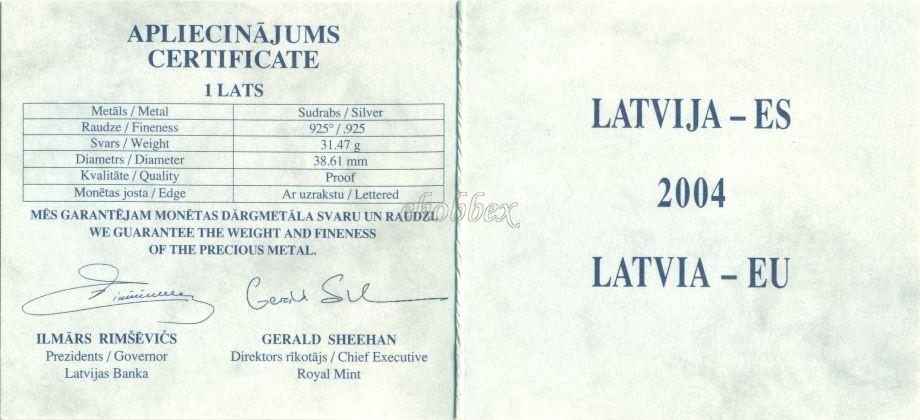 APLIECINĀJUMS
CERTIFICATE
1 LATS
Metāls / Metal Sudrabs / Silver
Raudze / Fineness 925° / .925
Svars / Weight 31.47 g
Diametrs / Diameter 38.61 mm
Kvalitāte / Quality Proof
Monētas josta / Edge Ar uzrakstu / Lettered
MĒS GARANTĒJAM MONĒTAS DĀRGMETĀLA SVARU UN RAUDZI.
WE GUARANTEE THE WEIGHT AND FINENESS
OF THE PRECIOUS METAL.
ILMĀRS RIMŠĒVIČS
Prezidents / Governor
Latvijas Banka
GERALD SHEEHAN
Direktors rīkotājs / Chief Executive
Royal Mint
LATVIJA – ES
2004
LATVIA – EU